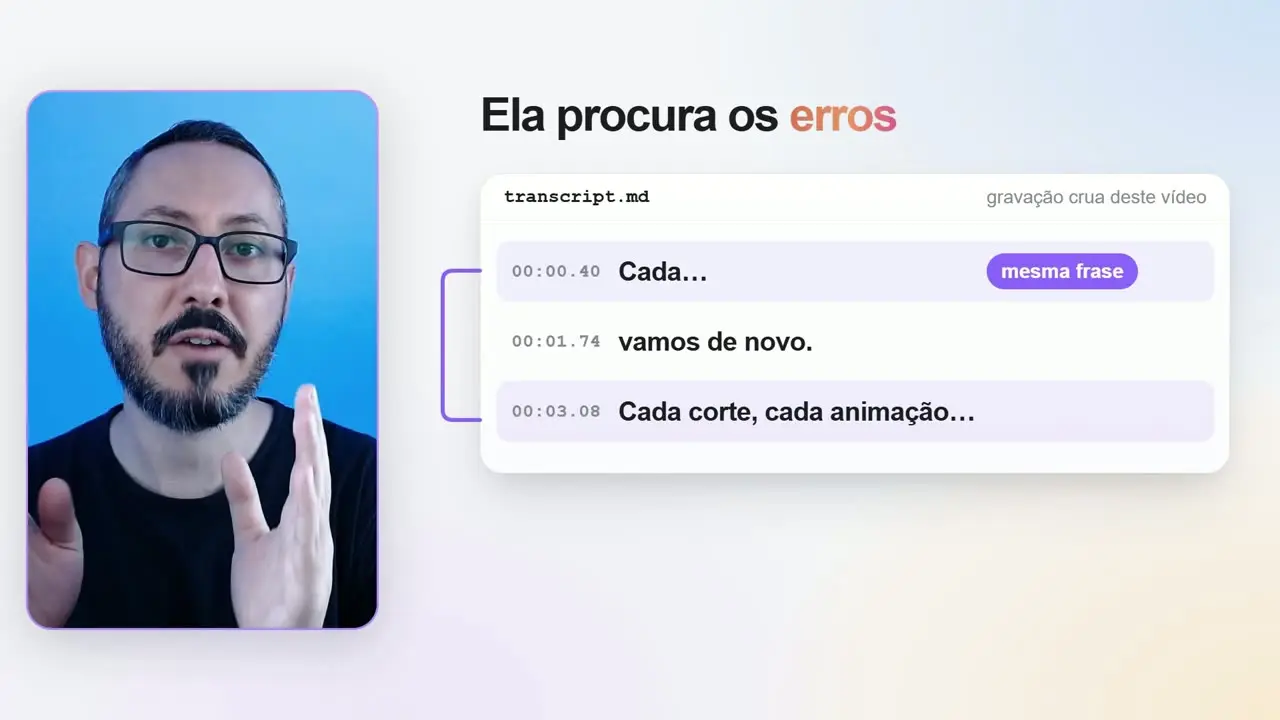 Ela procura os erros
transcript.md gravação crua deste vídeo
00:00.40 Cada… mesma frase
00:01.74 vamos de novo.
00:03.08 Cada corte, cada animação…